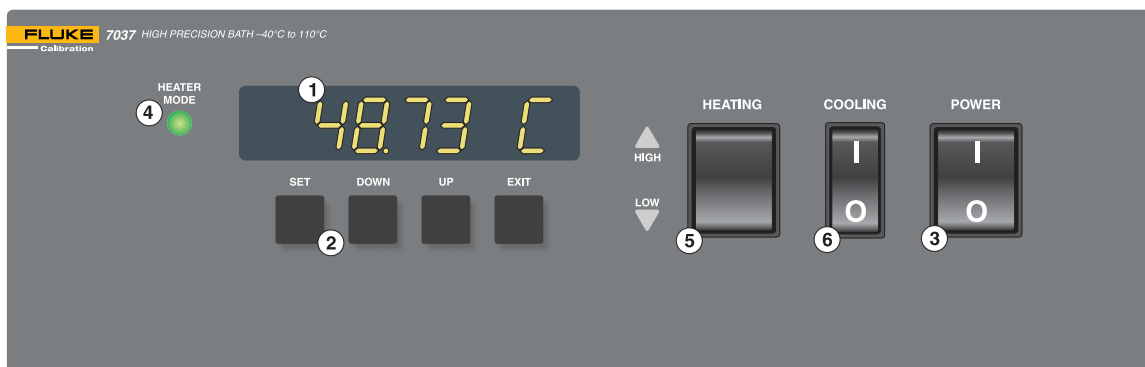 FLUKE 7037 HIGH PRECISION BATH –40°C to 110°C
Calibration
HEATER
MODE
4
1
48.73 C
SET DOWN UP EXIT
2
HEATING COOLING POWER
HIGH
LOW
I I
O O
5 6 3